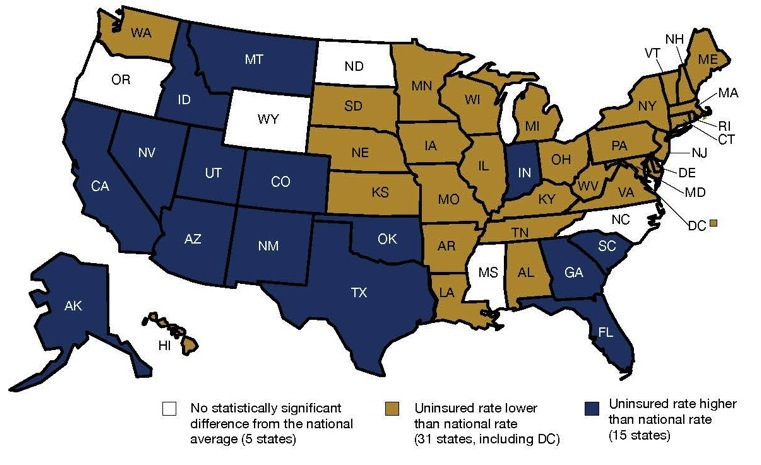 WA
MT
ND
OR
ID
WY
SD
MN
WI
MI
NH
VT
ME
MA
NY
RI
CT
NV
UT
CO
NE
IA
IL
IN
OH
PA
NJ
DE
MD
CA
KS
MO
KY
WV
VA
DC
AZ
NM
OK
AR
TN
NC
SC
TX
LA
MS
AL
GA
FL
AK
HI
No statistically significant
difference from the national
average (5 states)
Uninsured rate lower
than national rate
(31 states, including DC)
Uninsured rate higher
than national rate
(15 states)